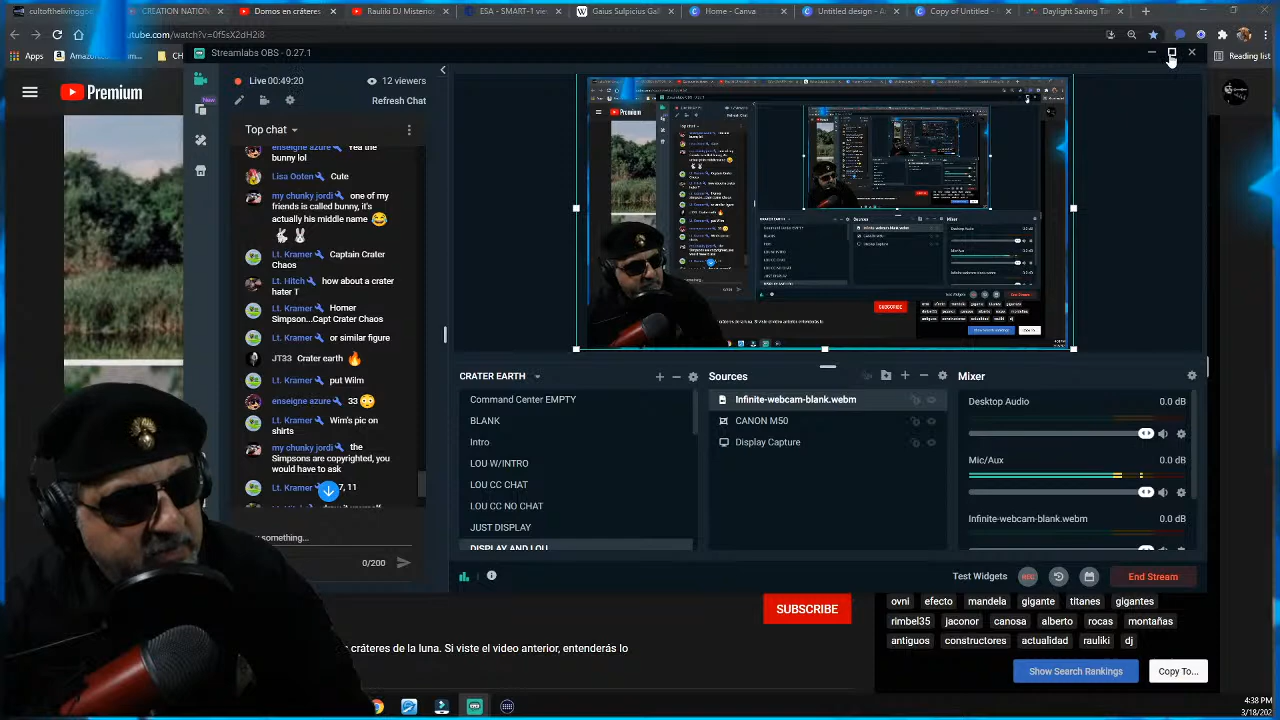 cultofthelivinggoo
CREATION NATION
Domos en cráteres
Rauliki DJ Misterios
ESA - SMART-1 vie
Gaius Sulpicius Gall
Home - Canva
Untitled design - A
Copy of Untitled -
Daylight Saving Ti
utube.com/watch?v=0f5sX2dH2i8
Apps
Amazon
CH
Reading list
Streamlabs OBS - 0.27.1
Premium
Live 00:49:20
12 viewers
New
Refresh Chat
Top chat
enseigne azure Yea the
bunny lol
Lisa Ooten Cute
my chunky jordi one of my
friends is called bunny, it's
actually his middle name
Lt. Kramer Captain Crater
Chaos
Lt. Hitch how about a crater
hater T
Lt. Kramer Homer
Simpson...Capt Crater Chaos
Lt. Kramer or similar figure
JT33 Crater earth
Lt. Kramer put Wilm
enseigne azure 33
Lt. Kramer Wim's pic on
shirts
my chunky jordi the
Simpsons are copyrighted, you
would have to ask
Lt. Kramer 7, 11
something...
0/200
CRATER EARTH
Command Center EMPTY
BLANK
Intro
LOU W/INTRO
LOU CC CHAT
LOU CC NO CHAT
JUST DISPLAY
DISPLAY AND LOU
Sources
Infinite-webcam-blank.webm
CANON M50
Display Capture
Mixer
Desktop Audio 0.0 dB
Mic/Aux 0.0 dB
Infinite-webcam-blank.webm 0.0 dB
Test Widgets
REC
End Stream
SUBSCRIBE
cráteres de la luna. Si viste el video anterior, entenderás lo
ovni efecto mandela gigante titanes gigantes
rimbel35 jaconor canosa alberto rocas montañas
antiguos constructores actualidad rauliki dj
Show Search Rankings
Copy To...
4:38 PM
3/18/202